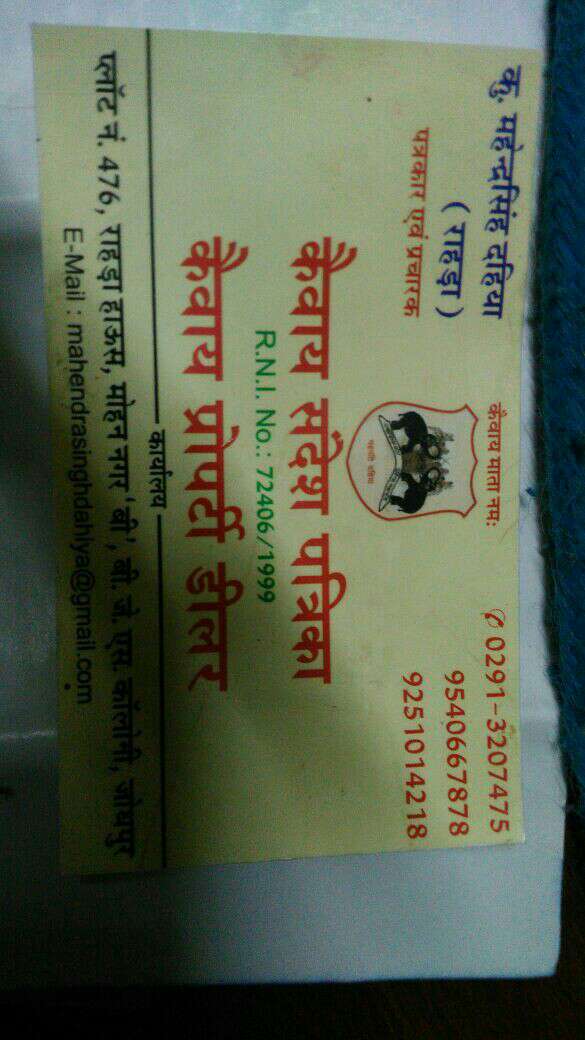 कैवाय माता नमः
कु. महेन्द्रसिंह दहिया
( राहड़ा )
पत्रकार एवं प्रचारक
0291-3207475
9540667878
9251014218
कैवाय संदेश पत्रिका
R.N.I. No.: 72406/1999
कैवाय प्रोपर्टी डीलर
कार्यालय
प्लॉट नं. 476, राहड़ा हाऊस, मोहन नगर 'बी', बी. जे. एस. कॉलोनी, जोधपुर
E-Mail : mahendrasinghdahiya@gmail.com